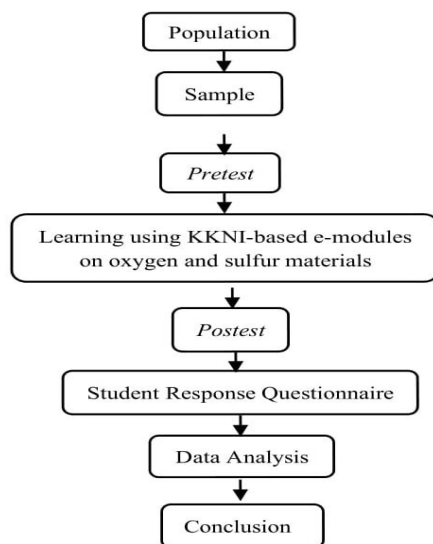 Population
Sample
Pretest
Learning using KKNI-based e-modules
on oxygen and sulfur materials
Postest
Student Response Questionnaire
Data Analysis
Conclusion